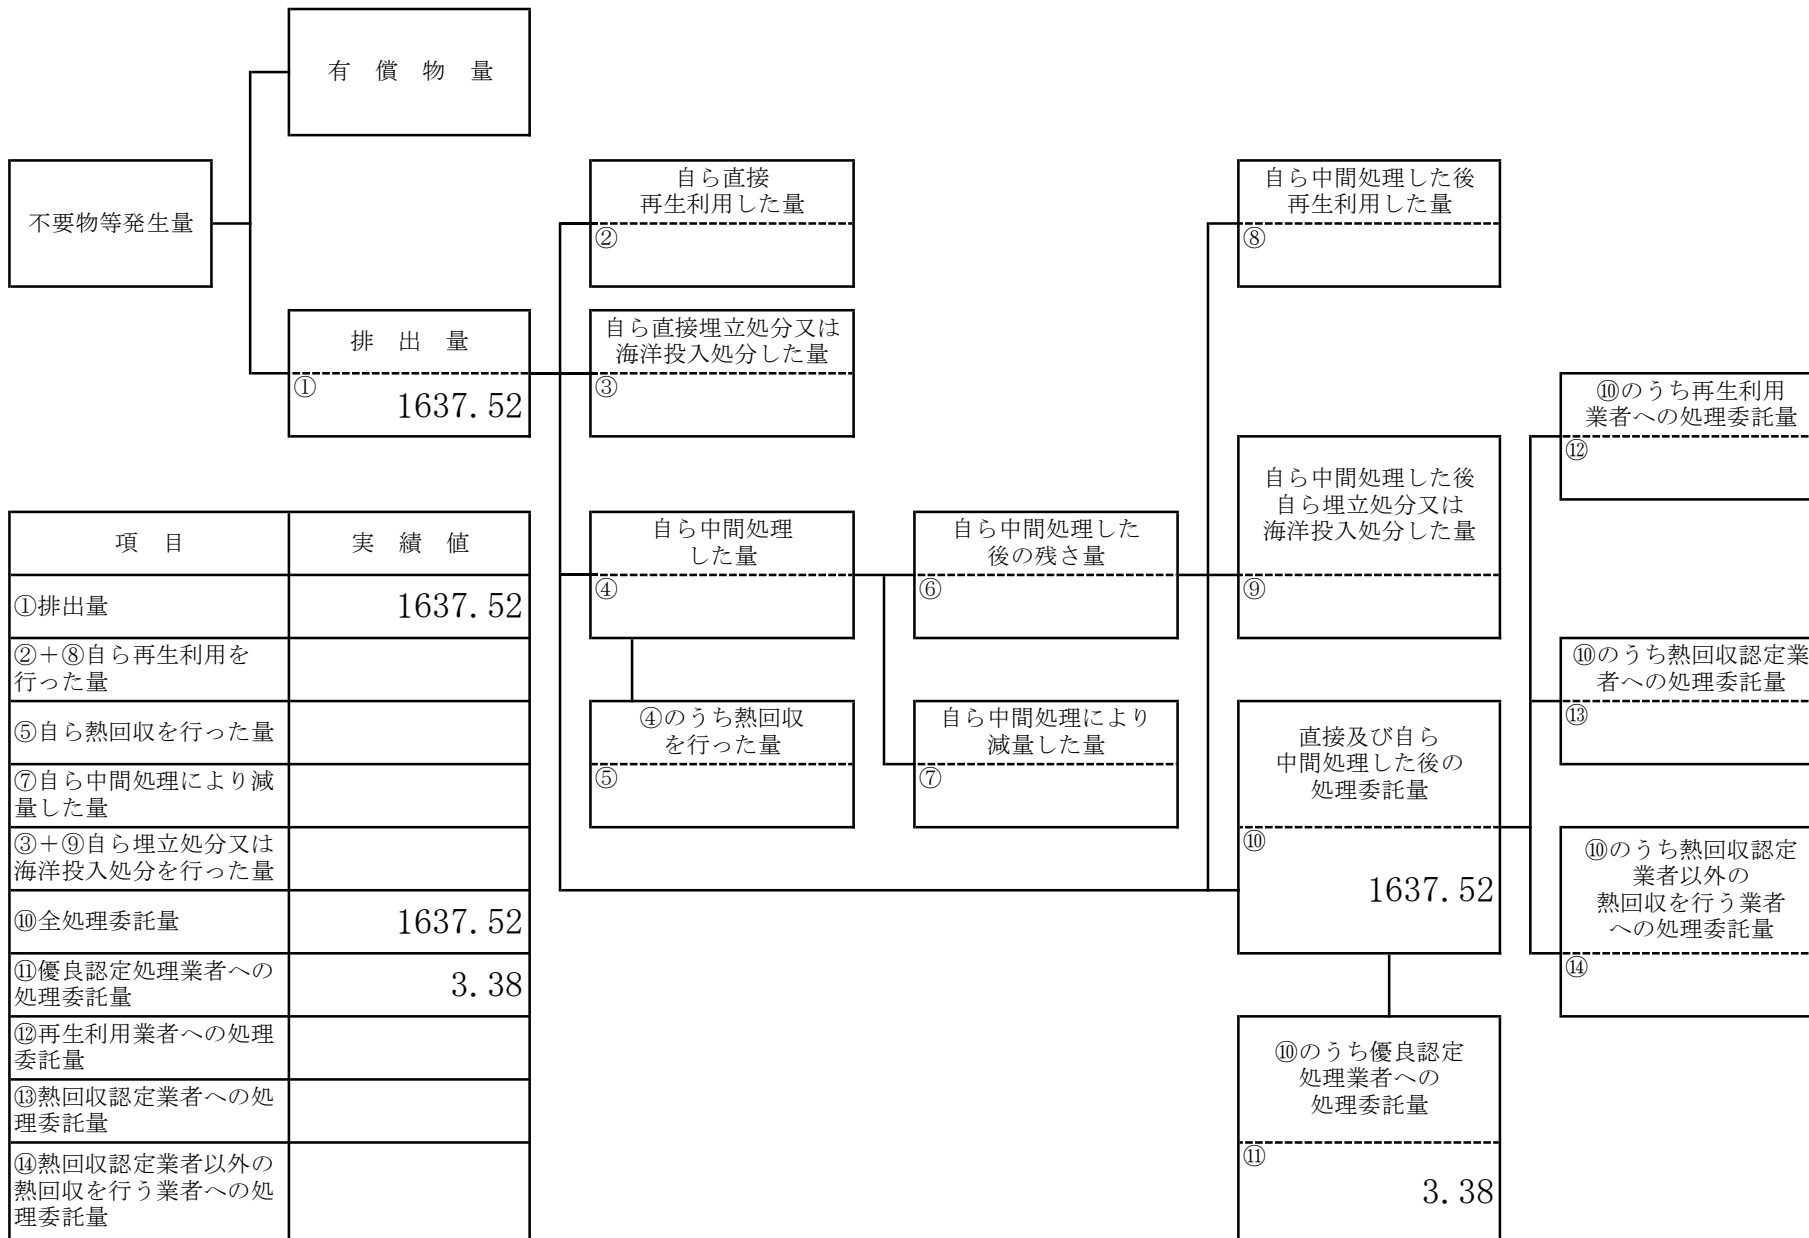 有　償　物　量
不要物等発生量
自ら直接
再生利用した量
②
自ら中間処理した後
再生利用した量
⑧
排　出　量
①
1637.52
自ら直接埋立処分又は
海洋投入処分した量
③
⑩のうち再生利用
業者への処理委託量
⑫
自ら中間処理した後
自ら埋立処分又は
海洋投入処分した量
⑨
自ら中間処理
した量
④
自ら中間処理した
後の残さ量
⑥
⑩のうち熱回収認定業
者への処理委託量
⑬
④のうち熱回収
を行った量
⑤
自ら中間処理により
減量した量
⑦
直接及び自ら
中間処理した後の
処理委託量
⑩
1637.52
⑩のうち熱回収認定
業者以外の
熱回収を行う業者
への処理委託量
⑭
⑩のうち優良認定
処理業者への
処理委託量
⑪
3.38
項　目　実　績　値
①排出量　1637.52
②＋⑧自ら再生利用を
行った量
⑤自ら熱回収を行った量
⑦自ら中間処理により減
量した量
③＋⑨自ら埋立処分又は
海洋投入処分を行った量
⑩全処理委託量　1637.52
⑪優良認定処理業者への
処理委託量　3.38
⑫再生利用業者への処理
委託量
⑬熱回収認定業者への処
理委託量
⑭熱回収認定業者以外の
熱回収を行う業者への処
理委託量